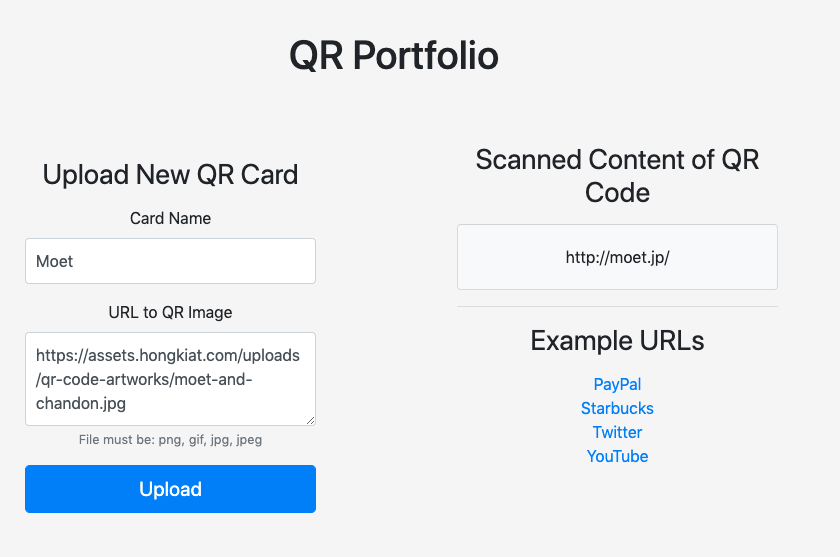 QR Portfolio
Upload New QR Card
Card Name
Moet
URL to QR Image
https://assets.hongkiat.com/uploads
/qr-code-artworks/moet-and-
chandon.jpg
File must be: png, gif, jpg, jpeg
Upload
Scanned Content of QR
Code
http://moet.jp/
Example URLs
PayPal
Starbucks
Twitter
YouTube